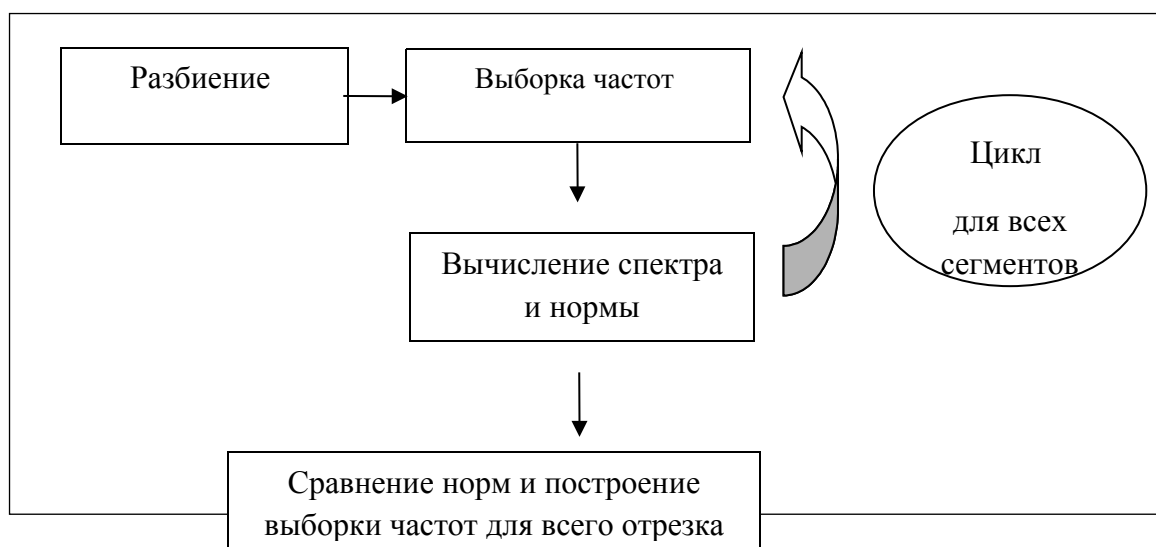 Разбиение
Выборка частот
Цикл
для всех
сегментов
Вычисление спектра
и нормы
Сравнение норм и построение
выборки частот для всего отрезка